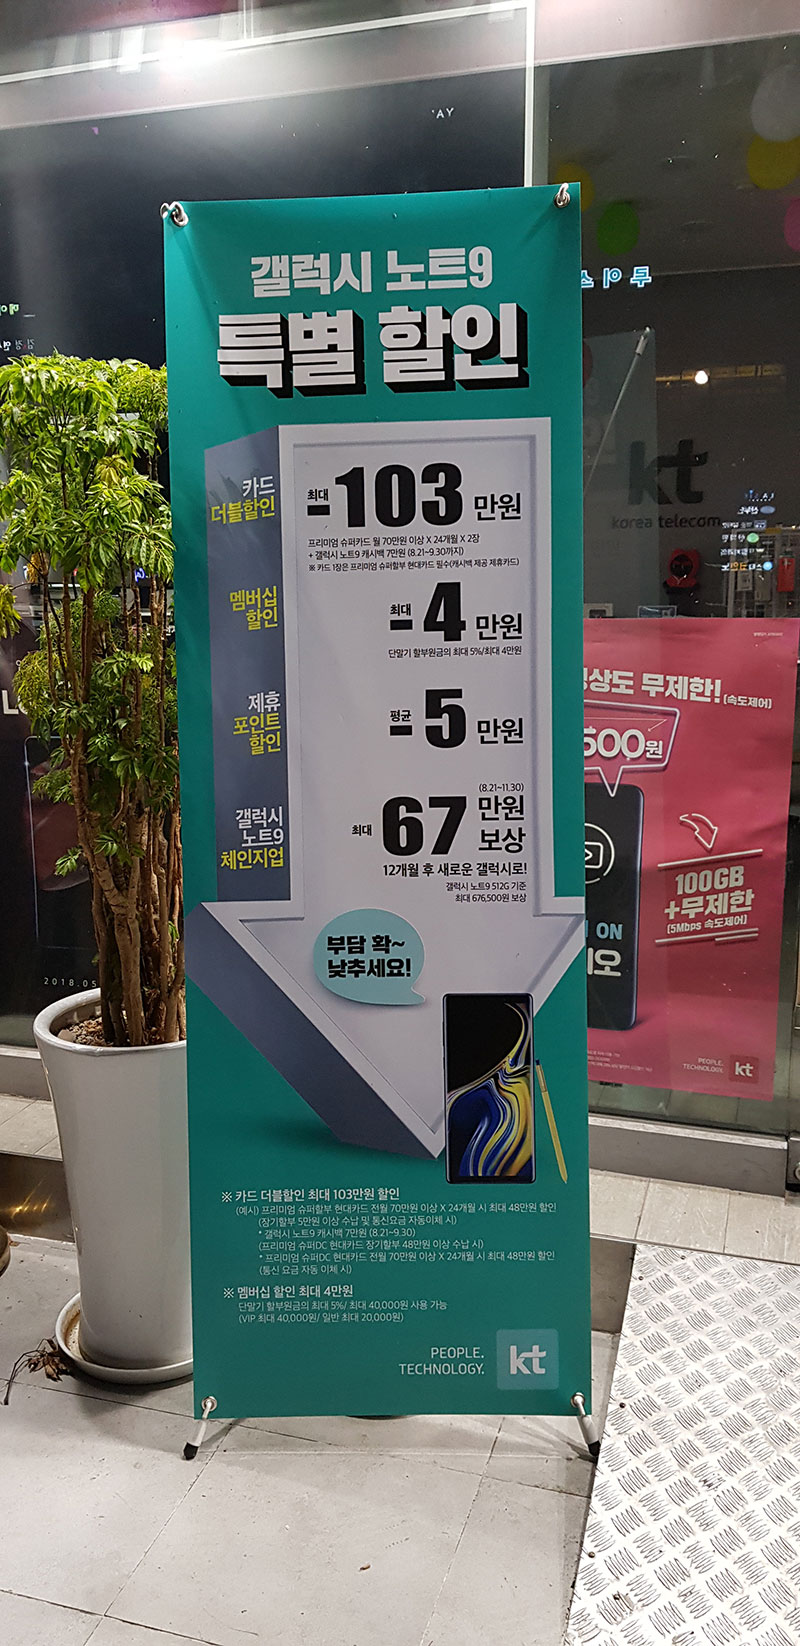 갤럭시 노트9
특별 할인
카드
더블할인
최대
-103 만원
프리미엄 슈퍼카드 월 70만원 이상 X 24개월 X 2장
+ 갤럭시 노트9 캐시백 7만원 (8.21~9.30까지)
※ 카드 1장은 프리미엄 슈퍼할부 현대카드 필수(캐시백 제공 제휴카드)
멤버십
할인
최대
-4 만원
단말기 할부원금의 최대 5%/최대 4만원
제휴
포인트
할인
평균
-5 만원
갤럭시
노트9
체인지업
(8.21~11.30)
최대 67 만원
보상
12개월 후 새로운 갤럭시로!
갤럭시 노트9 512G 기준
최대 676,500원 보상
부담 확~
낮추세요!
※ 카드 더블할인 최대 103만원 할인
(예시) 프리미엄 슈퍼할부 현대카드 전월 70만원 이상 X 24개월 시 최대 48만원 할인
(장기할부 5만원 이상 수납 및 통신요금 자동이체 시)
* 갤럭시 노트9 캐시백 7만원 (8.21~9.30)
(프리미엄 슈퍼DC 현대카드 장기할부 48만원 이상 수납 시)
* 프리미엄 슈퍼DC 현대카드 전월 70만원 이상 X 24개월 시 최대 48만원 할인
(통신 요금 자동 이체 시)
※ 멤버십 할인 최대 4만원
단말기 할부원금의 최대 5%/ 최대 40,000원 사용 가능
(VIP 최대 40,000원/ 일반 최대 20,000원)
PEOPLE.
TECHNOLOGY.
kt
kt
korea telecom
상도 무제한! (속도제어)
500원
100GB
+무제한
(5Mbps 속도제어)
ON
PEOPLE.
TECHNOLOGY.
kt
2018.05